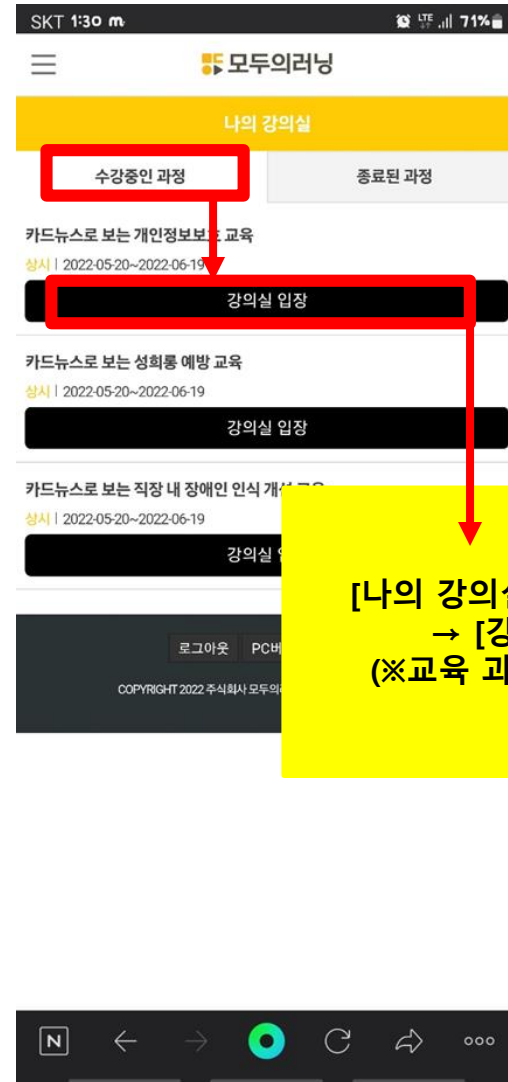 SKT 1:30 m LTE 71%
모두의러닝
나의 강의실
수강중인 과정 종료된 과정
카드뉴스로 보는 개인정보보호 교육
상시 | 2022-05-20~2022-06-19
강의실 입장
카드뉴스로 보는 성희롱 예방 교육
상시 | 2022-05-20~2022-06-19
강의실 입장
카드뉴스로 보는 직장 내 장애인 인식 개선 교육
상시 | 2022-05-20~2022-06-19
강의실
[나의 강의
→ [강
(※교육 과
로그아웃 PC버
COPYRIGHT 2022 주식회사 모두의
N